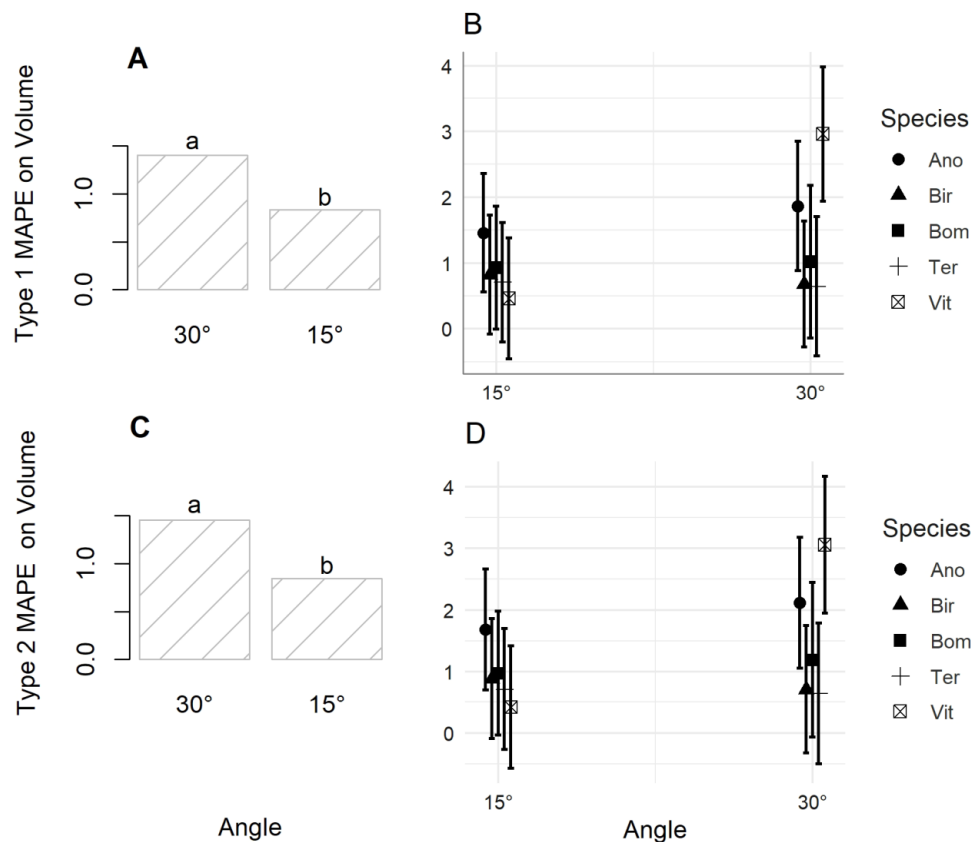 A
Type 1 MAPE on Volume
1.0
0.0
a
b
30°
15°
B
4
3
2
1
0
15°
30°
Species
Ano
Bir
Bom
Ter
Vit
C
Type 2 MAPE on Volume
1.0
0.0
a
b
30°
15°
Angle
D
4
3
2
1
0
15°
30°
Angle
Species
Ano
Bir
Bom
Ter
Vit